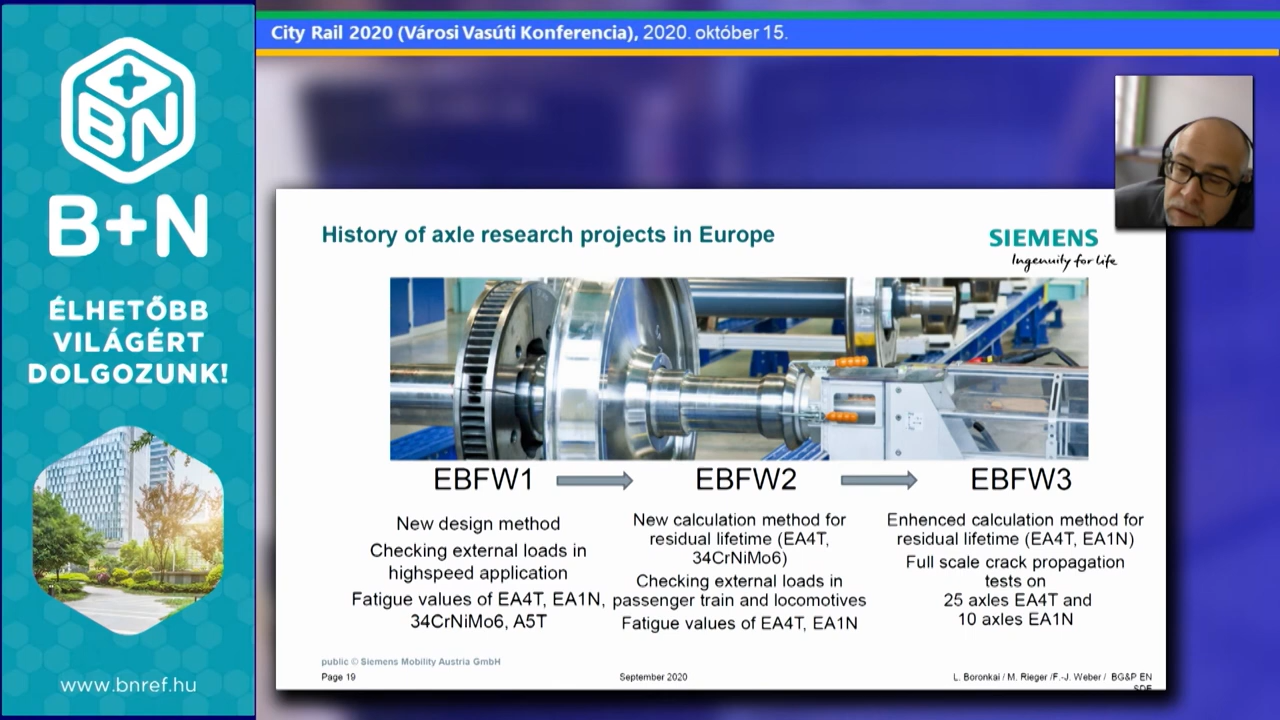 City Rail 2020 (Városi Vasúti Konferencia), 2020. október 15.
BN
B+N
ÉLHETŐBB
VILÁGÉRT
DOLGOZUNK!
www.bnref.hu
History of axle research projects in Europe
SIEMENS
Ingenuity for life
EBFW1
New design method
Checking external loads in
highspeed application
Fatigue values of EA4T, EA1N,
34CrNiMo6, A5T
EBFW2
New calculation method for
residual lifetime (EA4T,
34CrNiMo6)
Checking external loads in
passenger train and locomotives
Fatigue values of EA4T, EA1N
EBFW3
Enhanced calculation method for
residual lifetime (EA4T, EA1N)
Full scale crack propagation
tests on
25 axles EA4T and
10 axles EA1N
public © Siemens Mobility Austria GmbH
Page 19
September 2020
L. Boronkai / M. Rieger /F.-J. Weber / BG&P EN
SDE